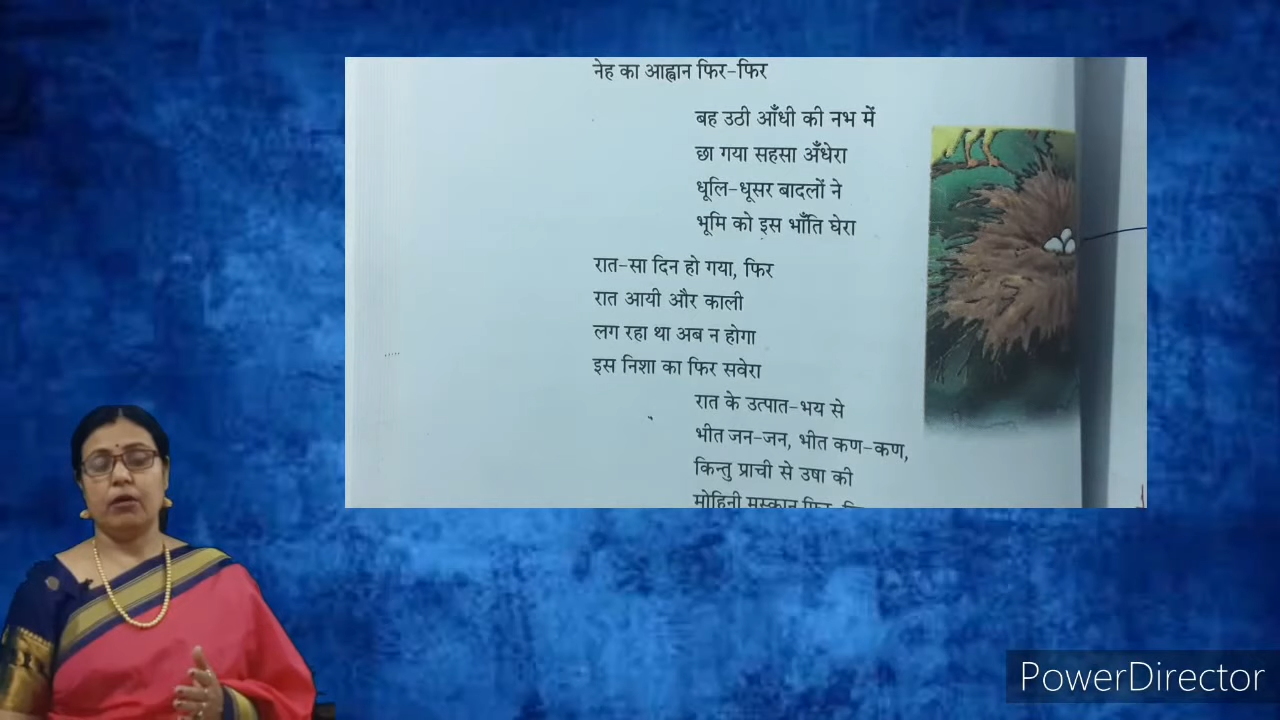 नेह का आह्वान फिर-फिर
बह उठी आँधी की नभ में
छा गया सहसा अँधेरा
धूलि-धूसर बादलों ने
भूमि को इस भाँति घेरा
रात-सा दिन हो गया, फिर
रात आयी और काली
लग रहा था अब न होगा
इस निशा का फिर सवेरा
रात के उत्पात-भय से
भीत जन-जन, भीत कण-कण,
किन्तु प्राची से उषा की
मोहिनी मुस्कान फिर-
PowerDirector